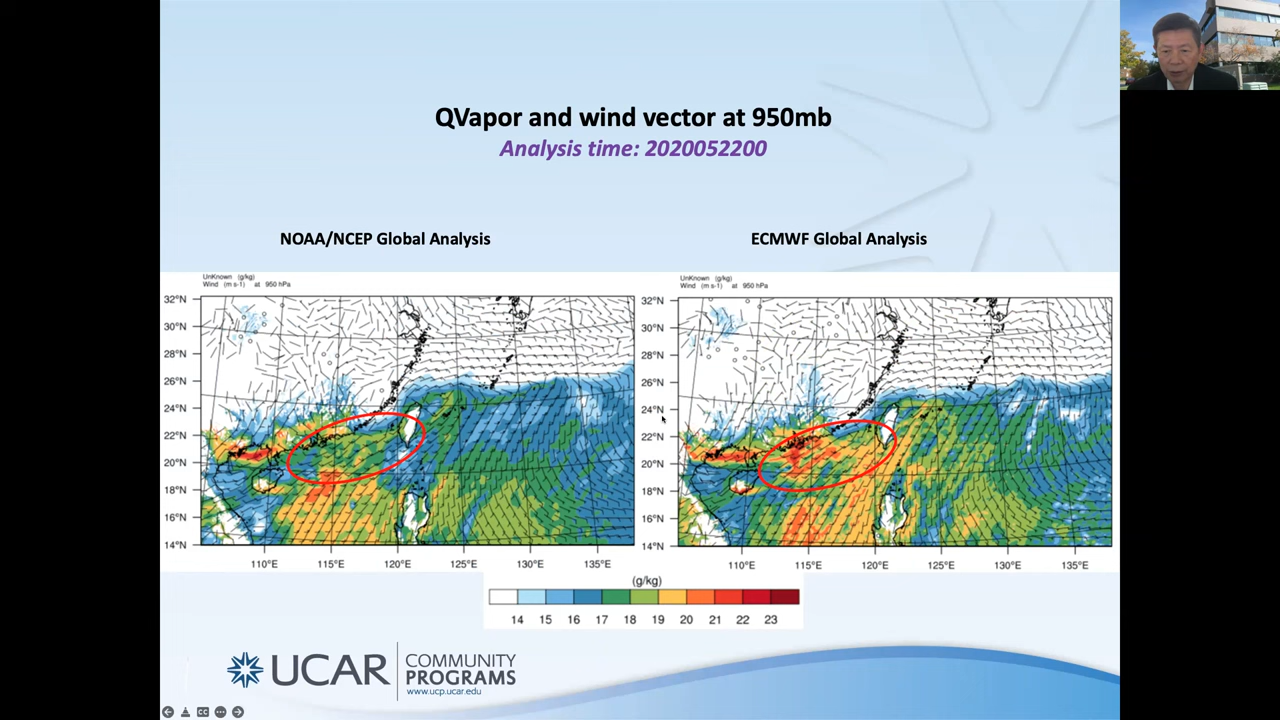 QVapor and wind vector at 950mb
Analysis time: 2020052200
NOAA/NCEP Global Analysis
ECMWF Global Analysis
UnKnown (g/kg)
Wind (m s-1) at 950 hPa
32°N
30°N
28°N
26°N
24°N
22°N
20°N
18°N
16°N
14°N
110°E 115°E 120°E 125°E 130°E 135°E
UnKnown (g/kg)
Wind (m s-1) at 950 hPa
32°N
30°N
28°N
26°N
24°N
22°N
20°N
18°N
16°N
14°N
110°E 115°E 120°E 125°E 130°E 135°E
(g/kg)
14 15 16 17 18 19 20 21 22 23
UCAR
COMMUNITY
PROGRAMS
www.ucp.ucar.edu
CC